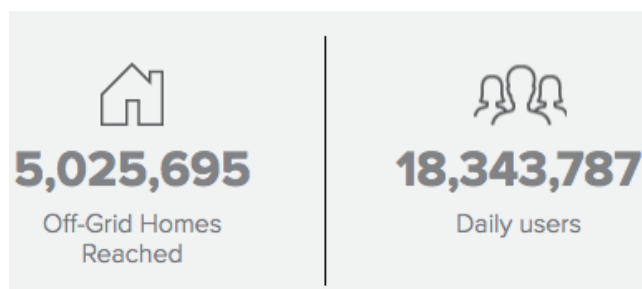 5,025,695
Off-Grid Homes
Reached
18,343,787
Daily users